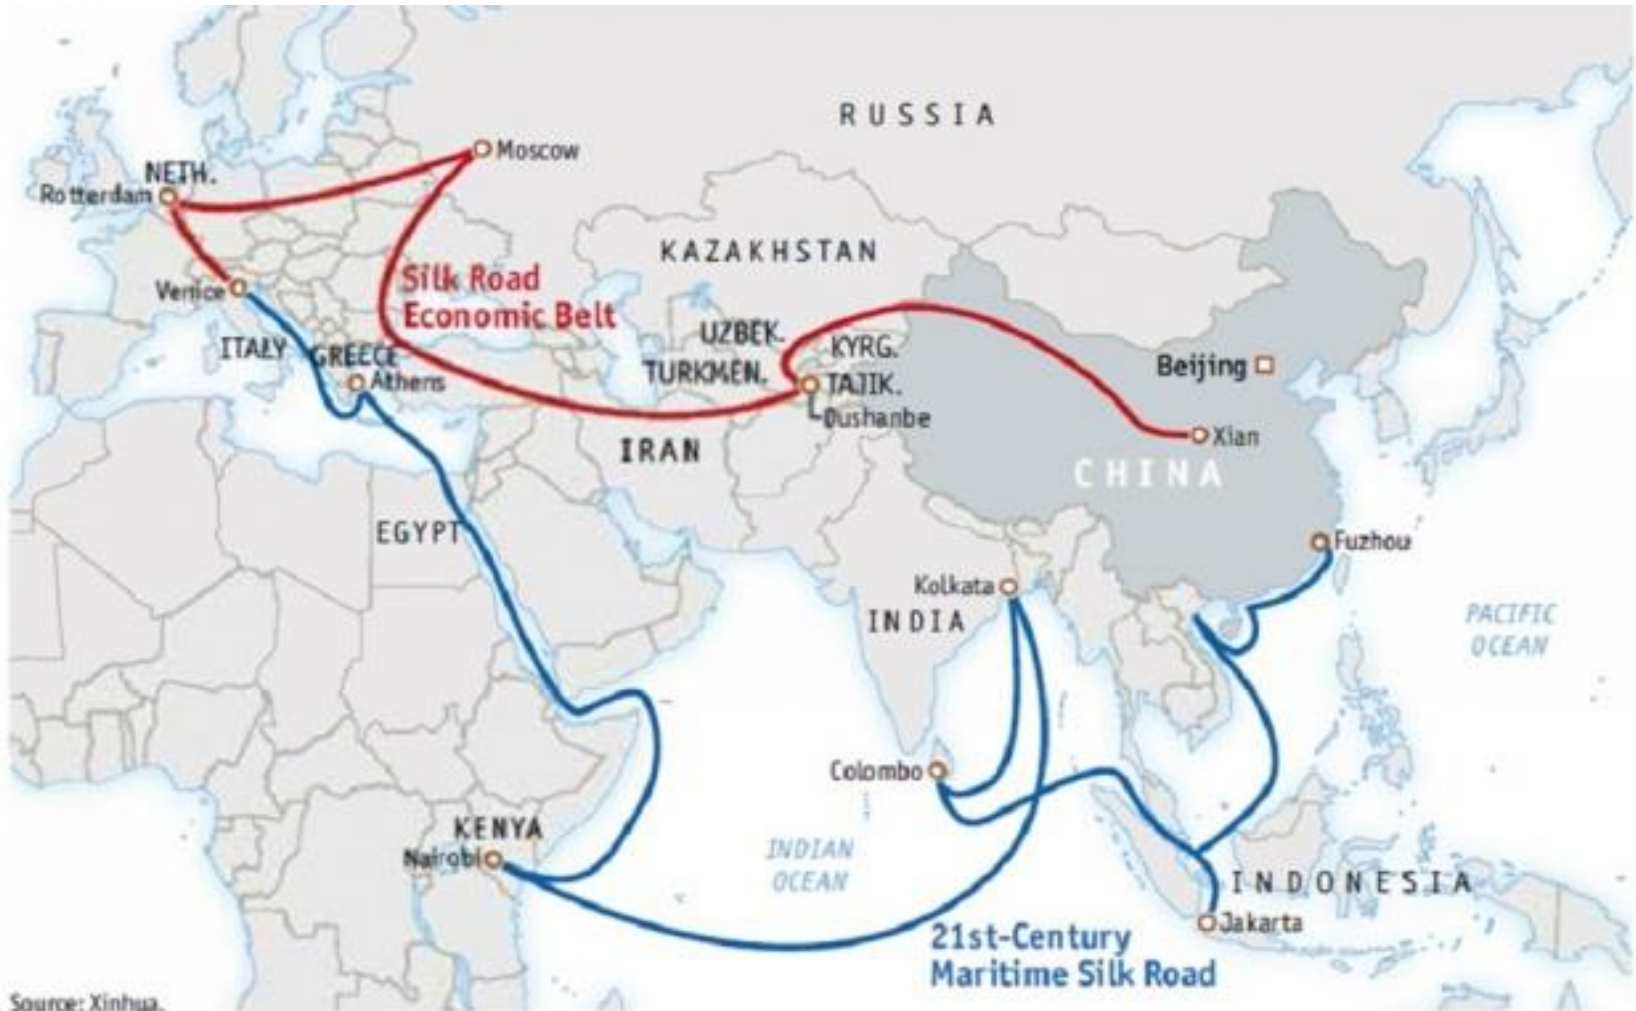 RUSSIA
Moscow
NETH.
Rotterdam
KAZAKHSTAN
Silk Road
Economic Belt
Venice
UZBEK.
KYRG.
ITALY
GREECE
Athens
TURKMEN.
TAJIK.
Dushanbe
Beijing
Xian
IRAN
CHINA
EGYPT
Fuzhou
Kolkata
INDIA
PACIFIC
OCEAN
Colombo
KENYA
Nairobi
INDIAN
OCEAN
INDONESIA
Jakarta
21st-Century
Maritime Silk Road
Source: Xinhua.